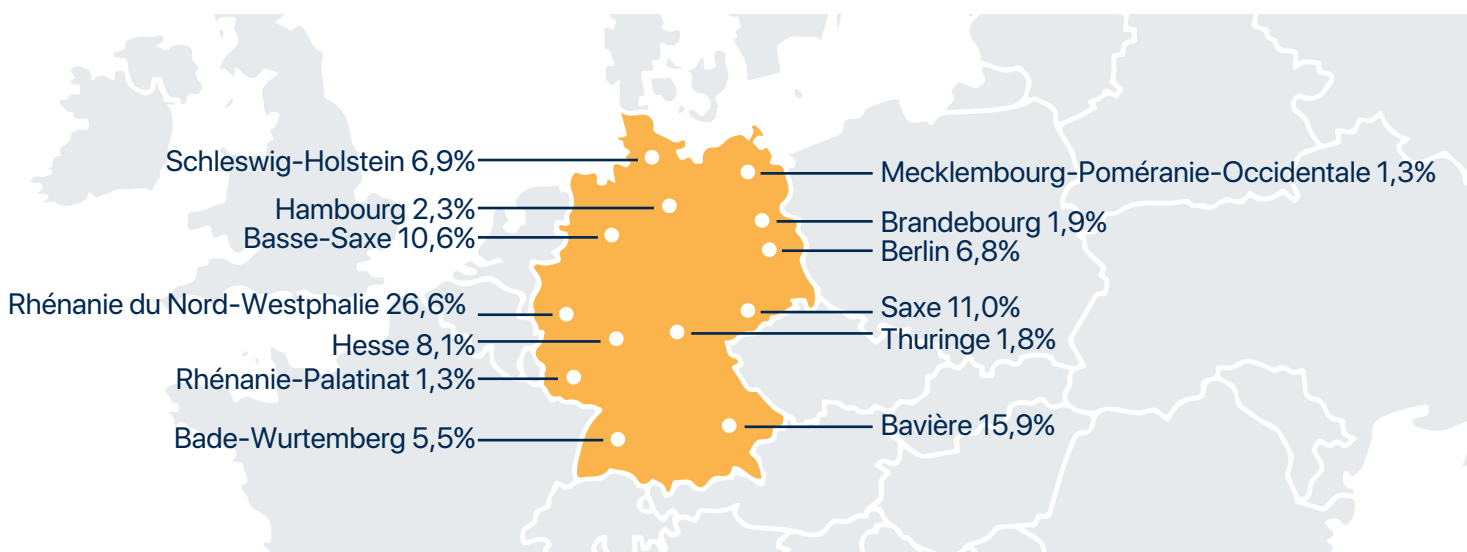 Schleswig-Holstein 6,9%
Hambourg 2,3%
Basse-Saxe 10,6%
Rhénanie du Nord-Westphalie 26,6%
Hesse 8,1%
Rhénanie-Palatinat 1,3%
Bade-Wurtemberg 5,5%
Mecklembourg-Poméranie-Occidentale 1,3%
Brandebourg 1,9%
Berlin 6,8%
Saxe 11,0%
Thuringe 1,8%
Bavière 15,9%